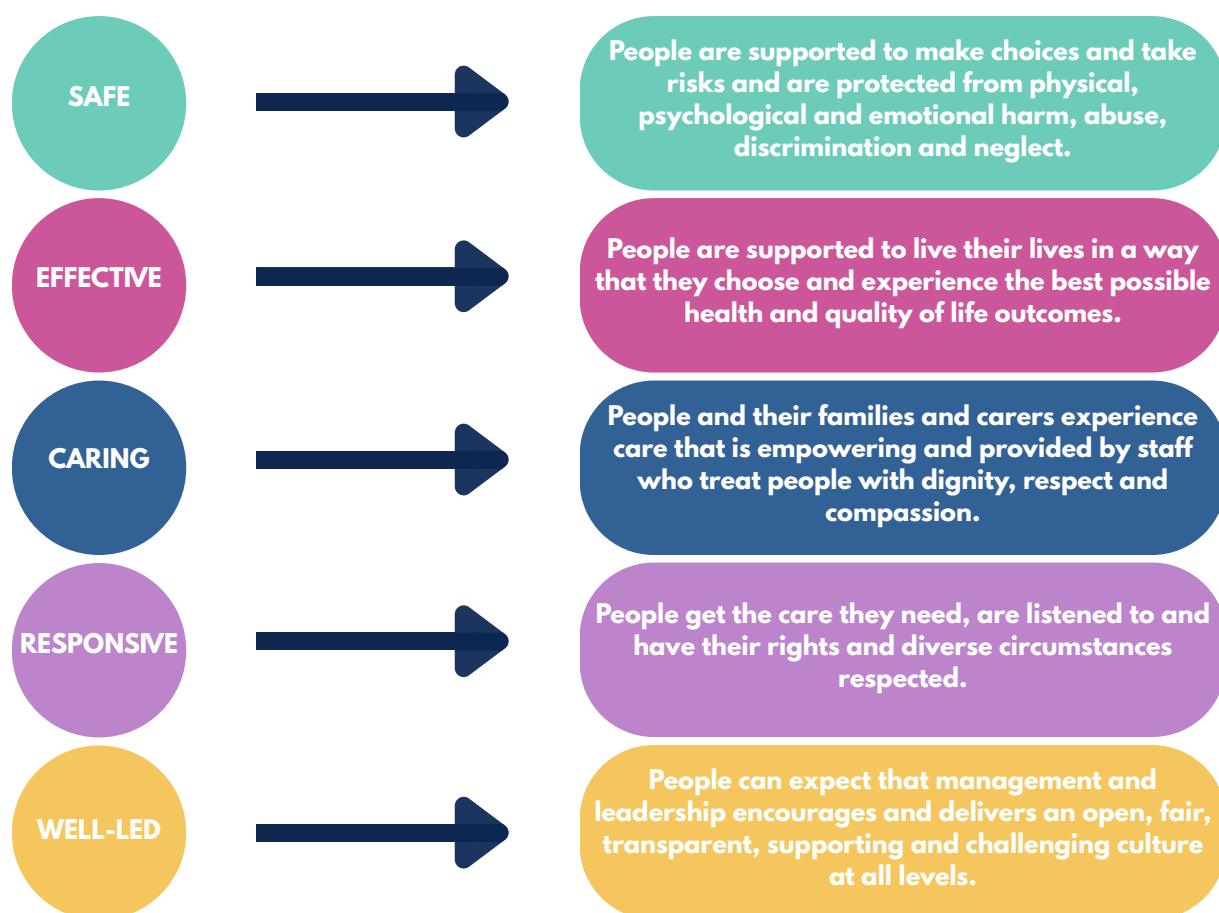 SAFE
People are supported to make choices and take
risks and are protected from physical,
psychological and emotional harm, abuse,
discrimination and neglect.
EFFECTIVE
People are supported to live their lives in a way
that they choose and experience the best possible
health and quality of life outcomes.
CARING
People and their families and carers experience
care that is empowering and provided by staff
who treat people with dignity, respect and
compassion.
RESPONSIVE
People get the care they need, are listened to and
have their rights and diverse circumstances
respected.
WELL-LED
People can expect that management and
leadership encourages and delivers an open, fair,
transparent, supporting and challenging culture
at all levels.